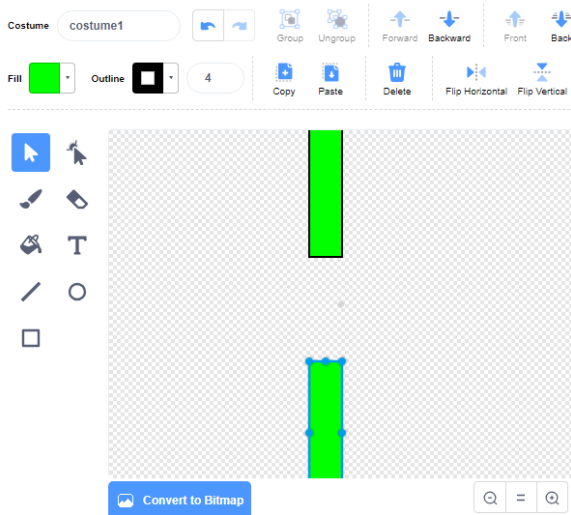 Costume costume1
Group Ungroup Forward Backward Front Back
Fill Outline 4
Copy Paste Delete Flip Horizontal Flip Vertical
T
Convert to Bitmap